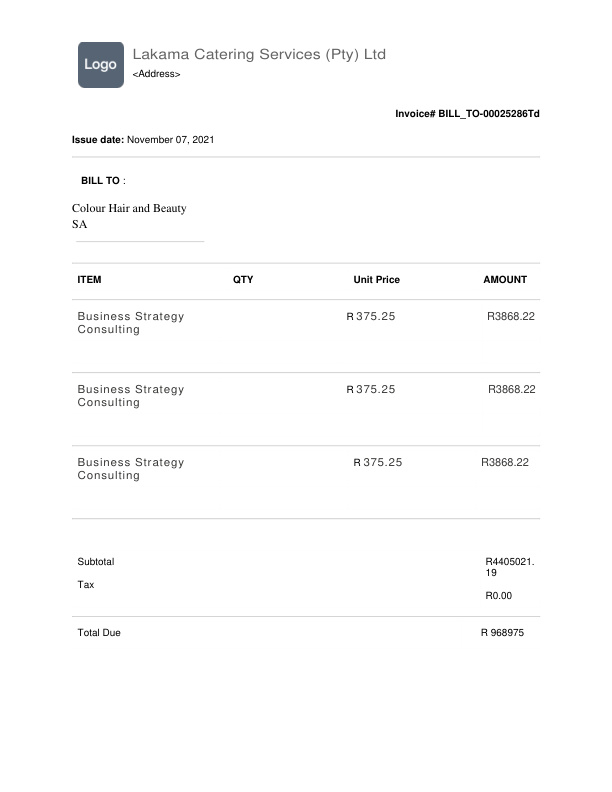 Logo
Lakama Catering Services (Pty) Ltd
<Address>
Invoice# BILL_TO-00025286Td
Issue date: November 07, 2021
BILL TO :
Colour Hair and Beauty
SA
ITEM QTY Unit Price AMOUNT
Business Strategy R 375.25 R3868.22
Consulting
Business Strategy R 375.25 R3868.22
Consulting
Business Strategy R 375.25 R3868.22
Consulting
Subtotal R4405021.
19
Tax
R0.00
Total Due R 968975